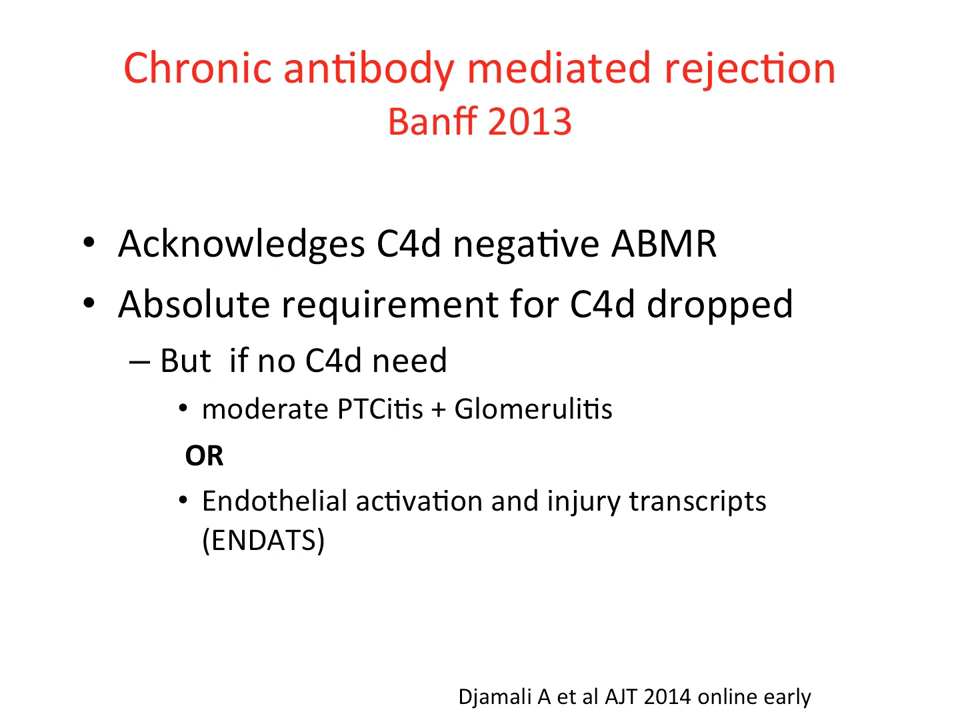 Chronic antibody mediated rejection
Banff 2013
• Acknowledges C4d negative ABMR
• Absolute requirement for C4d dropped
– But  if no C4d need
• moderate PTCitis + Glomerulitis
OR
• Endothelial activation and injury transcripts
(ENDATS)
Djamali A et al AJT 2014 online early